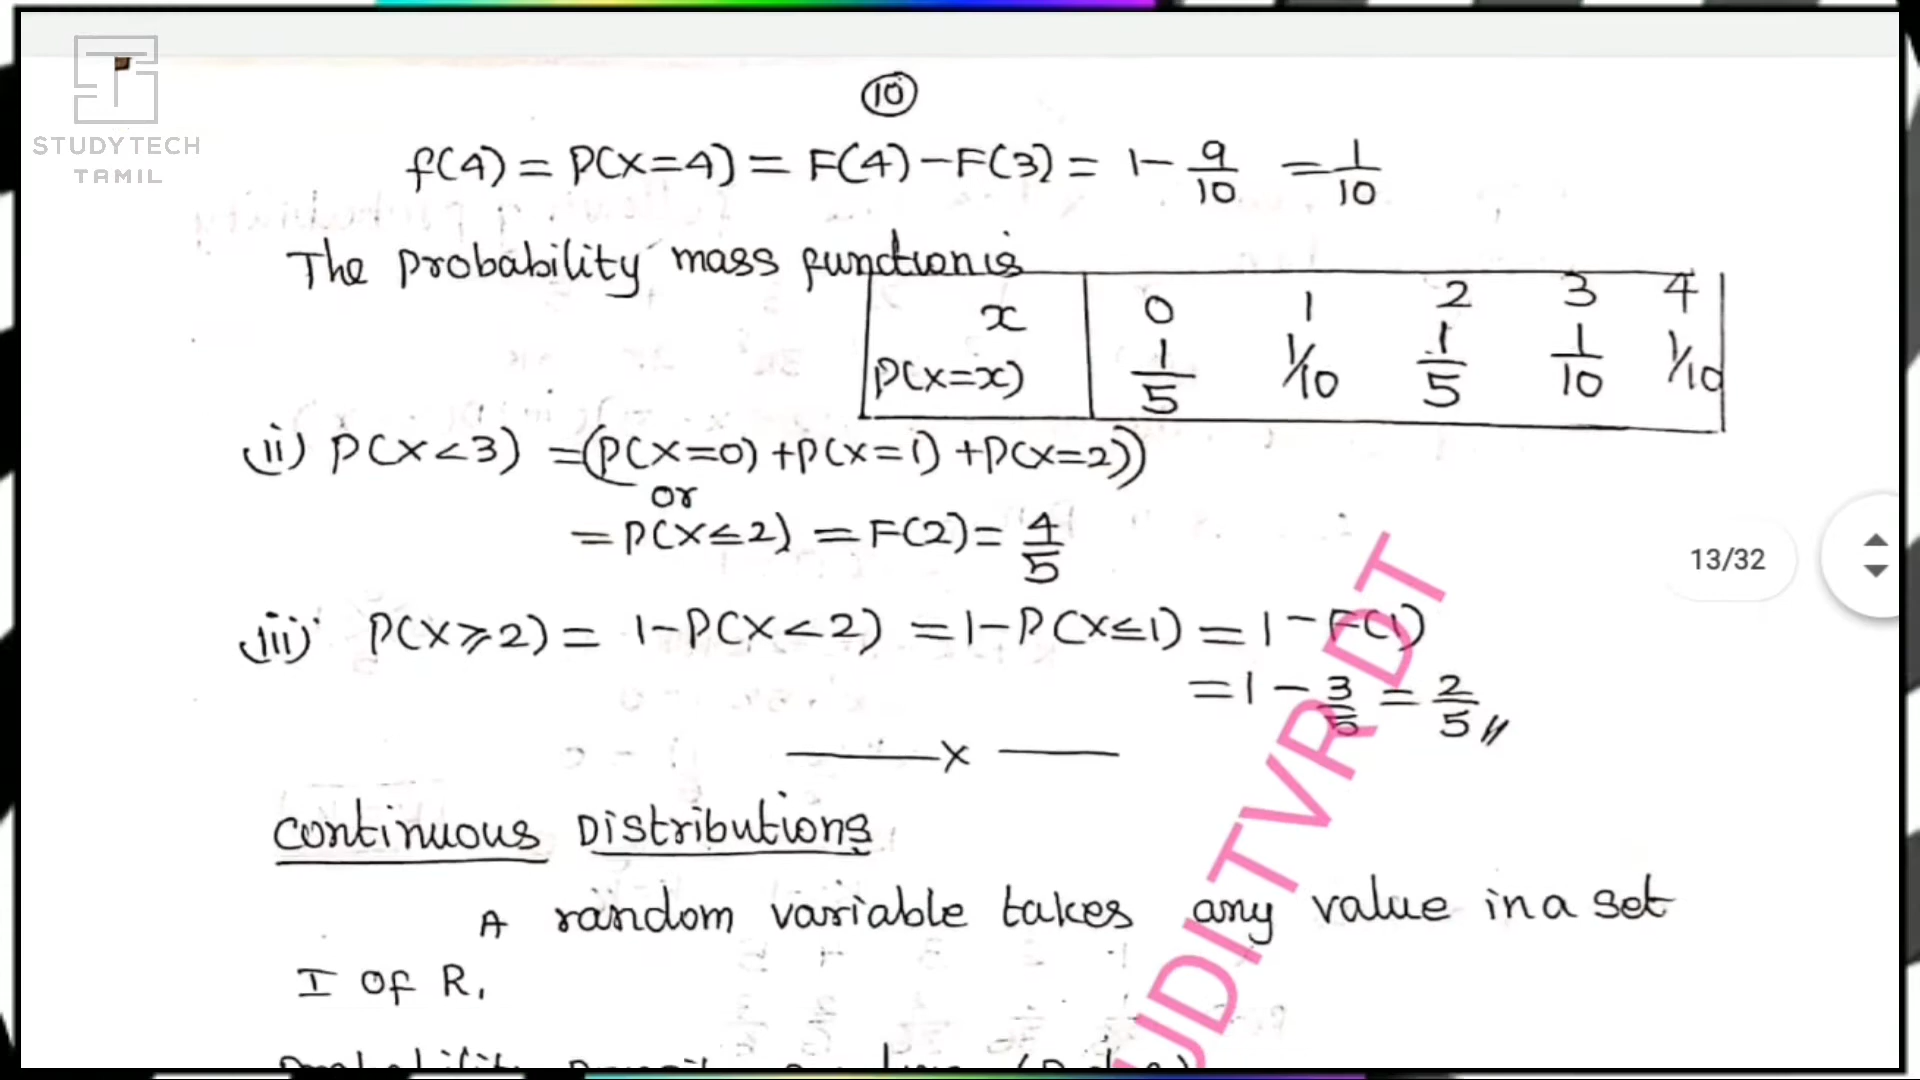 STUDYTECH
TAMIL
10
f(4) = P(X=4) = F(4) - F(3) = 1 - 9/10 = 1/10
The probability mass function is
x 0 1 2 3 4
P(X=x) 1/5 1/10 1/5 1/10 1/10
(ii) P(X<3) = (P(X=0) + P(X=1) + P(X=2))
or
= P(X≤2) = F(2) = 4/5
13/32
(iii) P(X≥2) = 1 - P(X<2) = 1 - P(X≤1) = 1 - F(1)
= 1 - 3/5 = 2/5 //
——— x ———
Continuous Distributions
A random variable takes any value in a set
I of R.
UDITVR DT